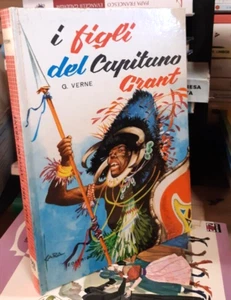 i figli
del Capitano
Grant
G. VERNE